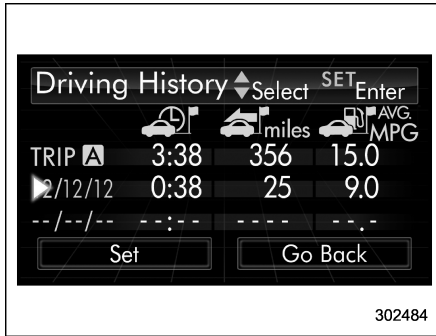 Driving History Select SET Enter
miles AVG. MPG
TRIP A 3:38 356 15.0
2/12/12 0:38 25 9.0
--/--/-- --:-- ---- --.-
Set Go Back
302484